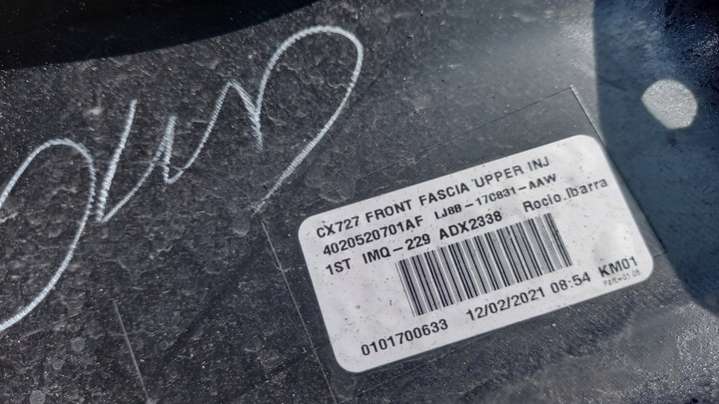 CX727 FRONT FASCIA UPPER INJ
4020520701AF LJ8B-17C831-AAW
1ST IMQ-229 ADX2338 Rocio.Ibarra
0101700633 12/02/2021 08:54 KM01